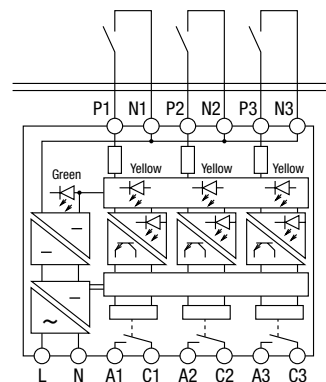 P1 N1 P2 N2 P3 N3
Green Yellow Yellow Yellow
L N A1 C1 A2 C2 A3 C3